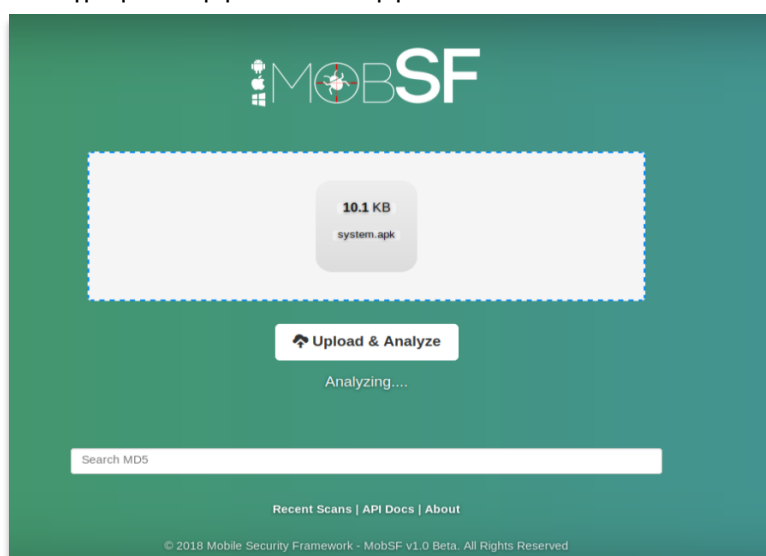 MOBSF
10.1 KB
system.apk
Upload & Analyze
Analyzing....
Search MD5
Recent Scans | API Docs | About
© 2018 Mobile Security Framework - MobSF v1.0 Beta. All Rights Reserved